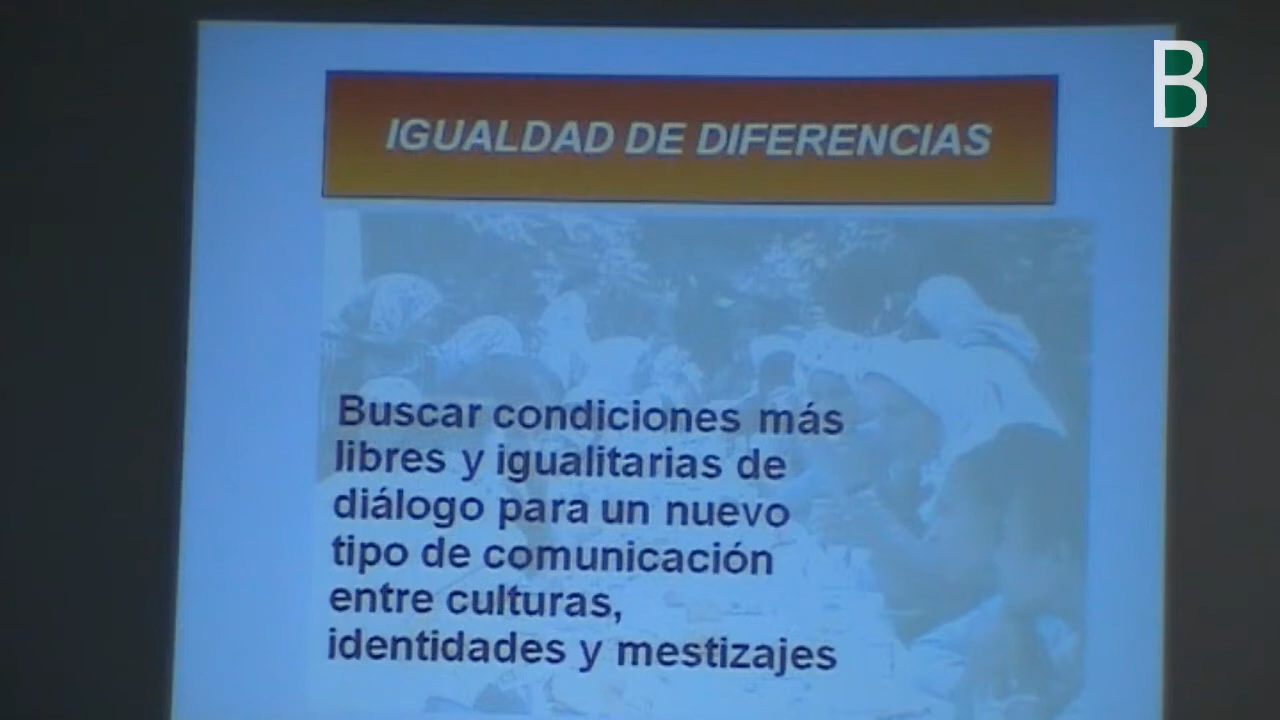 B
IGUALDAD DE DIFERENCIAS
Buscar condiciones más
libres y igualitarias de
diálogo para un nuevo
tipo de comunicación
entre culturas,
identidades y mestizajes